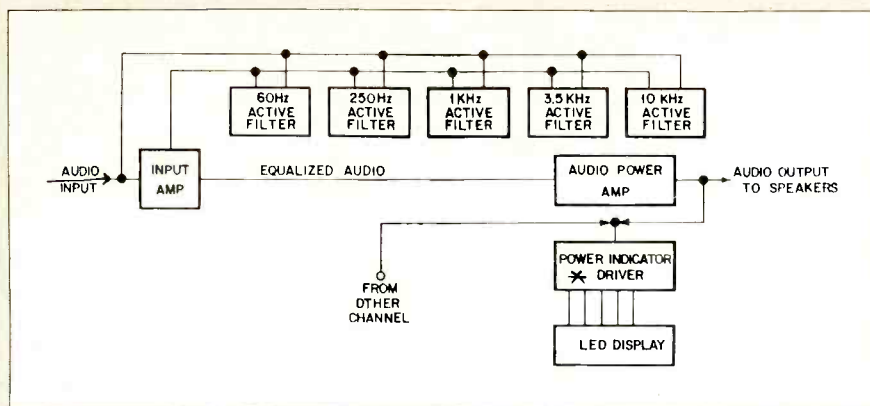 60Hz
ACTIVE
FILTER
250HZ
ACTIVE
FILTER
1 KHz
ACTIVE
FILTER
3.5 KHz
ACTIVE
FILTER
10 KHz
ACTIVE
FILTER
AUDIO
INPUT
INPUT
AMP
EQUALIZED AUDIO
AUDIO POWER
AMP
AUDIO OUTPUT
TO SPEAKERS
FROM
OTHER
CHANNEL
POWER INDICATOR
DRIVER
LED DISPLAY